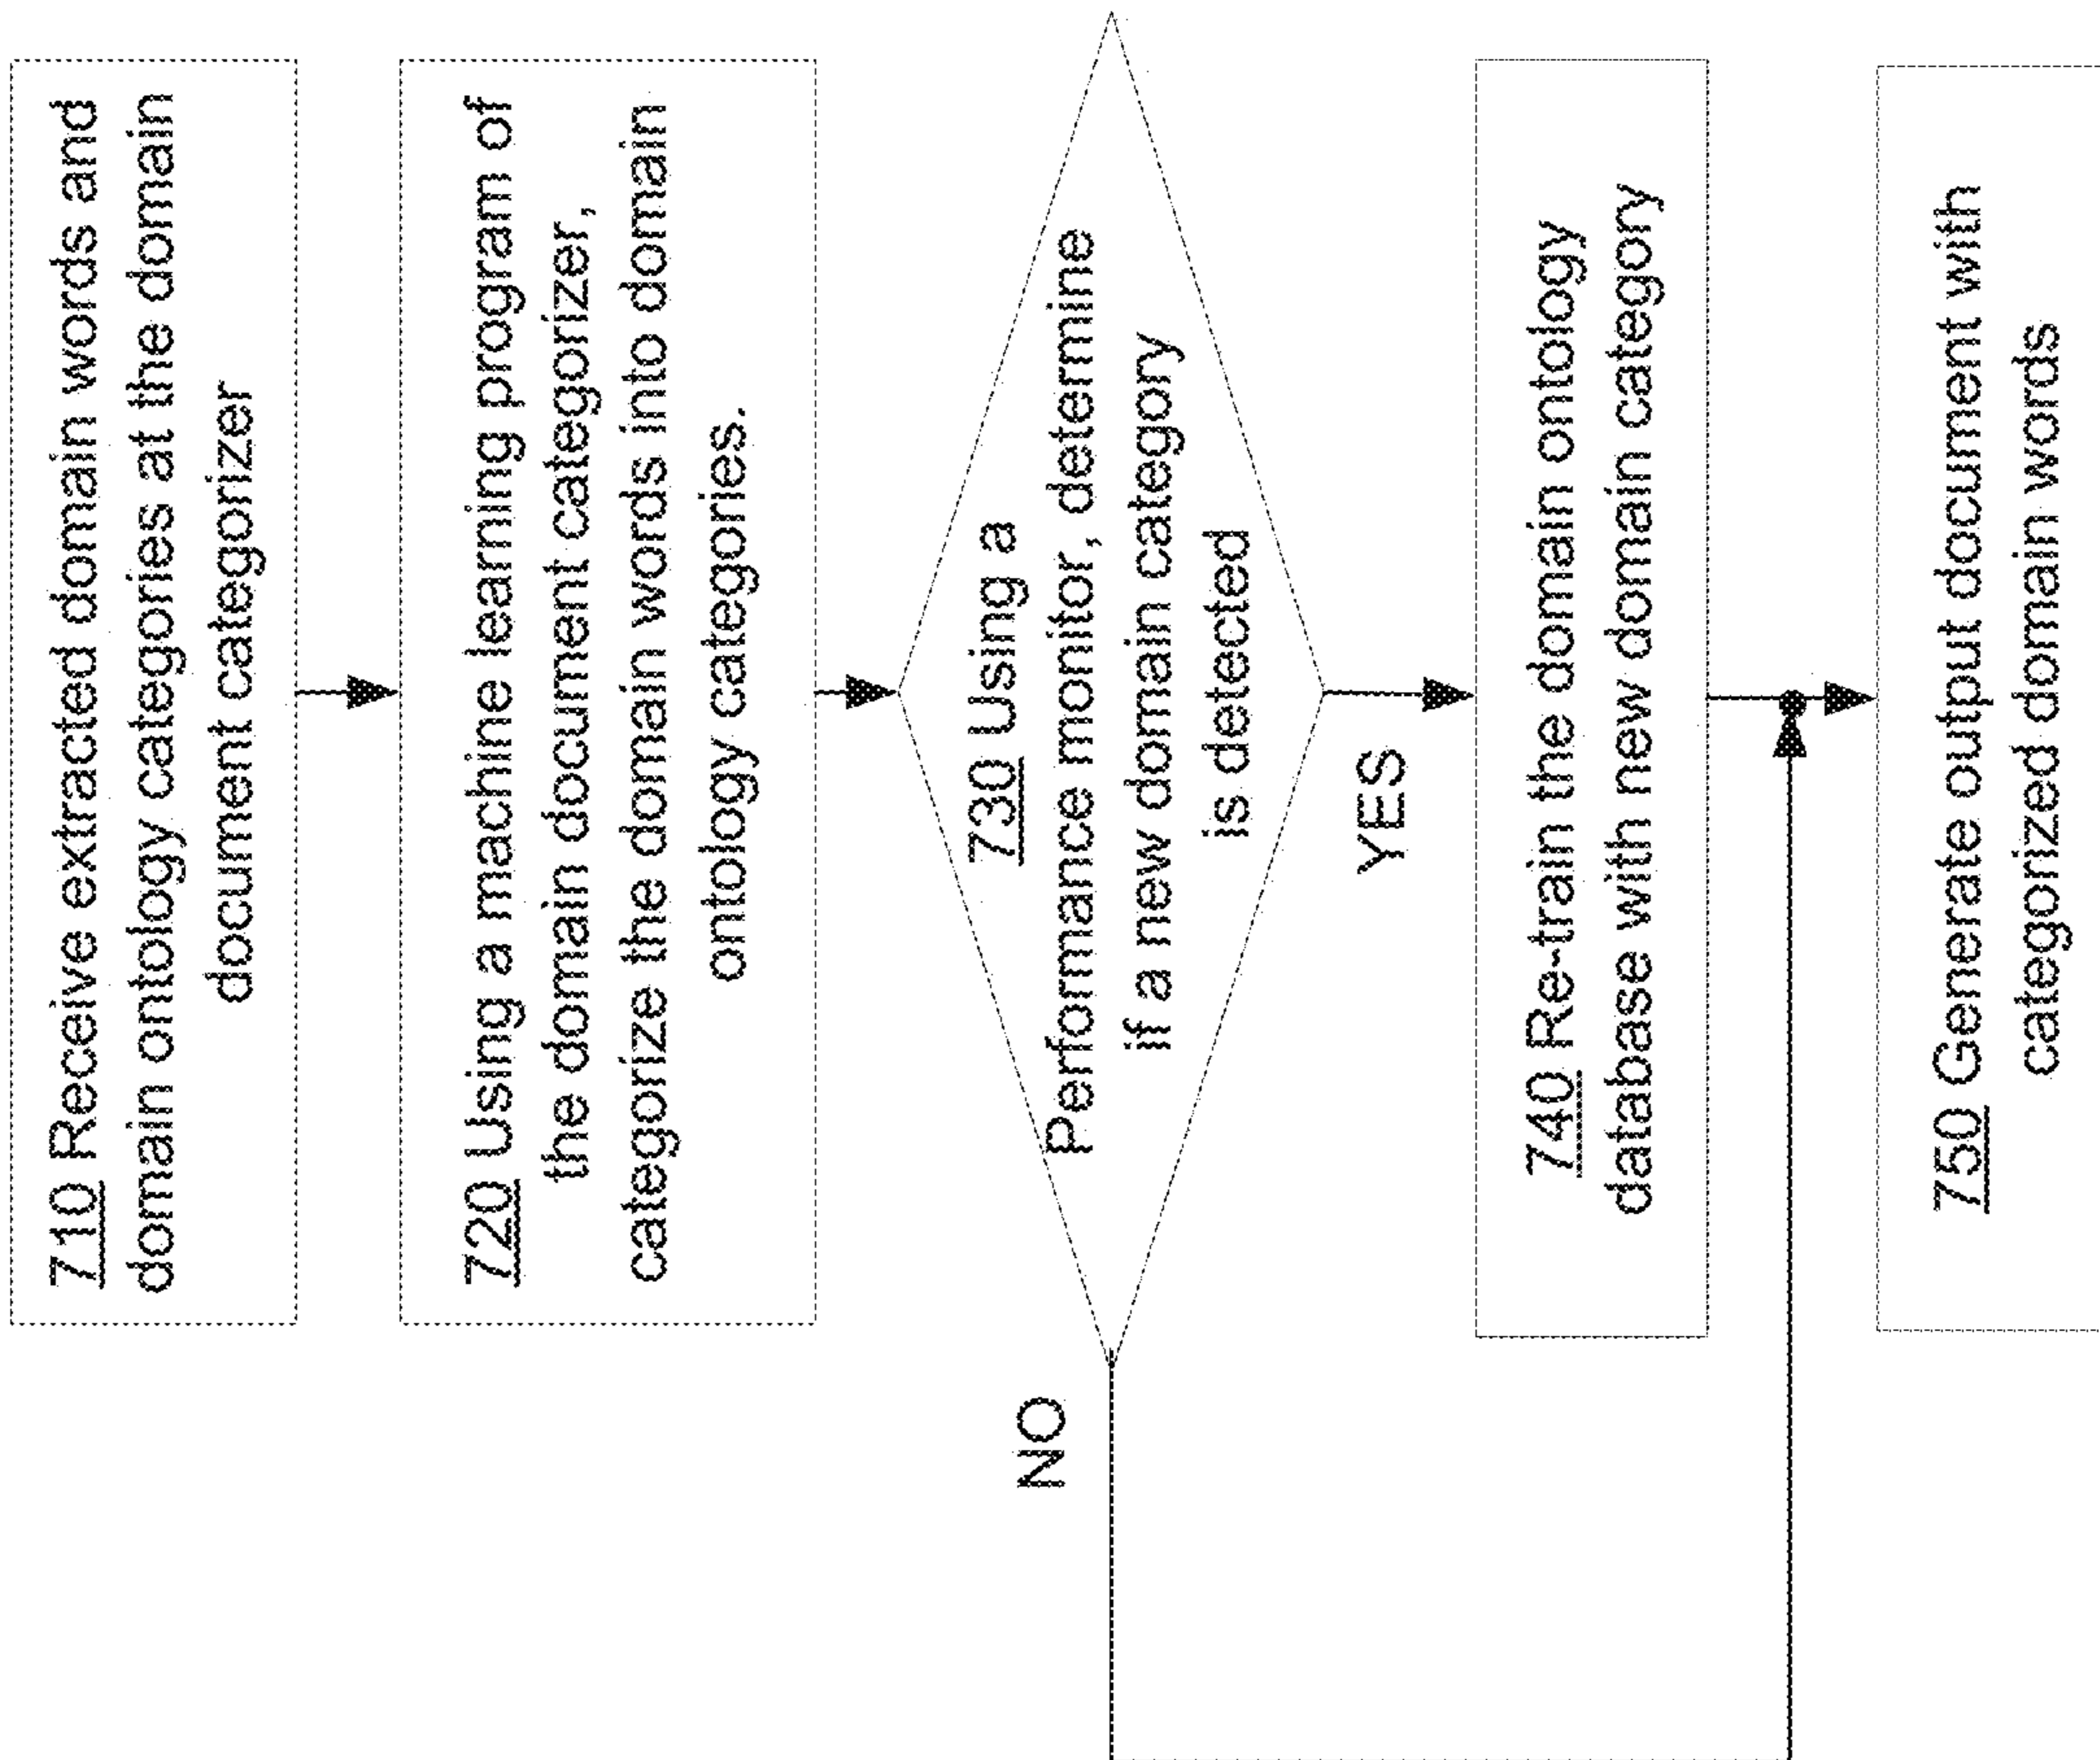 710 Receive extracted domain words and
domain ontology categories at the domain
document categorizer
720 Using a machine learning program of
the domain document categorizer,
categorize the domain words into domain
ontology categories.
730 Using a
Performance monitor, determine
if a new domain category
is detected
NO
YES
740 Re-train the domain ontology
database with new domain category
750 Generate output document with
categorized domain words